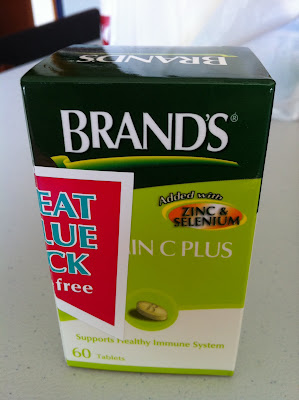 BRAND'S
BRAND'S®
Added with
ZINC &
SELENIUM
EAT
LUE
CK
free
IN C PLUS
Supports Healthy Immune System
60 Tablets